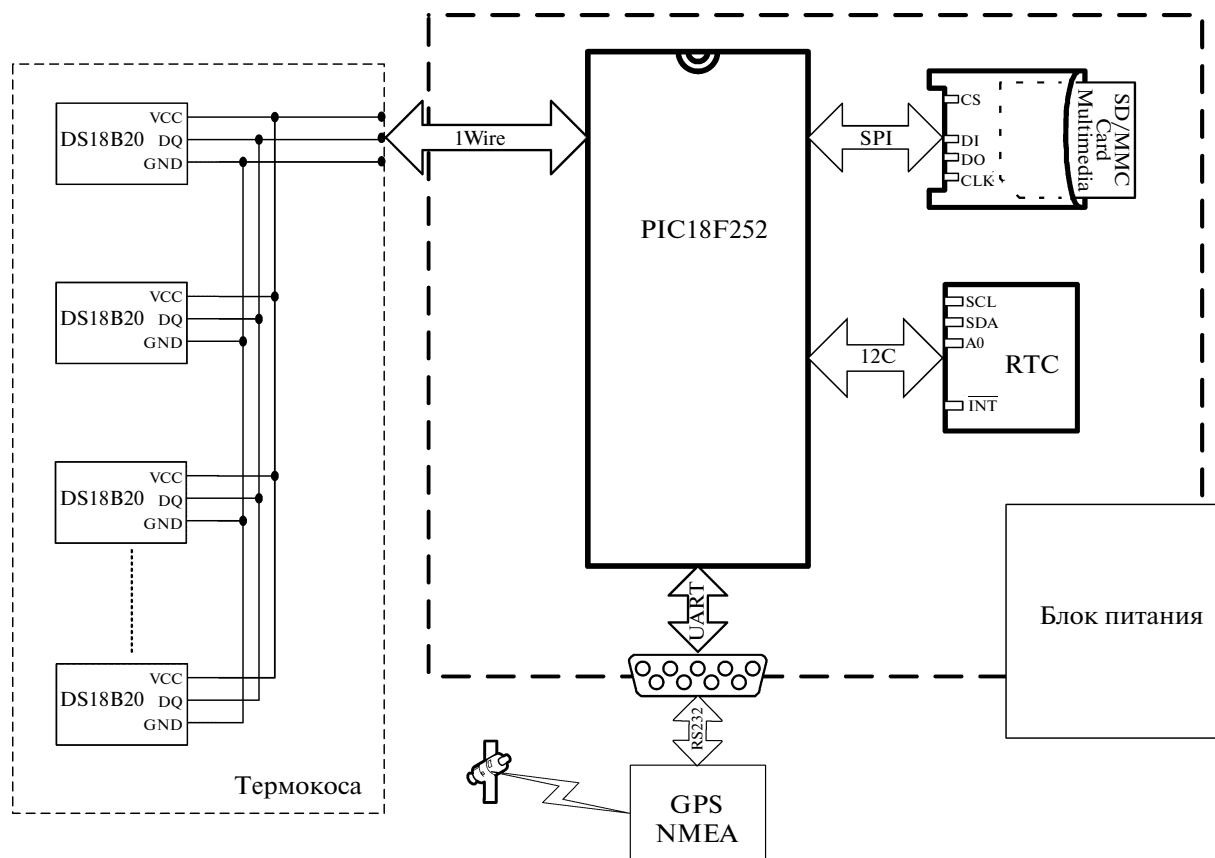 VCC
DS18B20
DQ
GND
VCC
DS18B20
DQ
GND
VCC
DS18B20
DQ
GND
VCC
DS18B20
DQ
GND
Термокоса
1Wire
PIC18F252
SPI
CS
DI
DO
CLK
SD/MMC
Card
Multimedia
12C
SCL
SDA
A0
INT
RTC
UART
RS232
GPS
NMEA
Блок питания